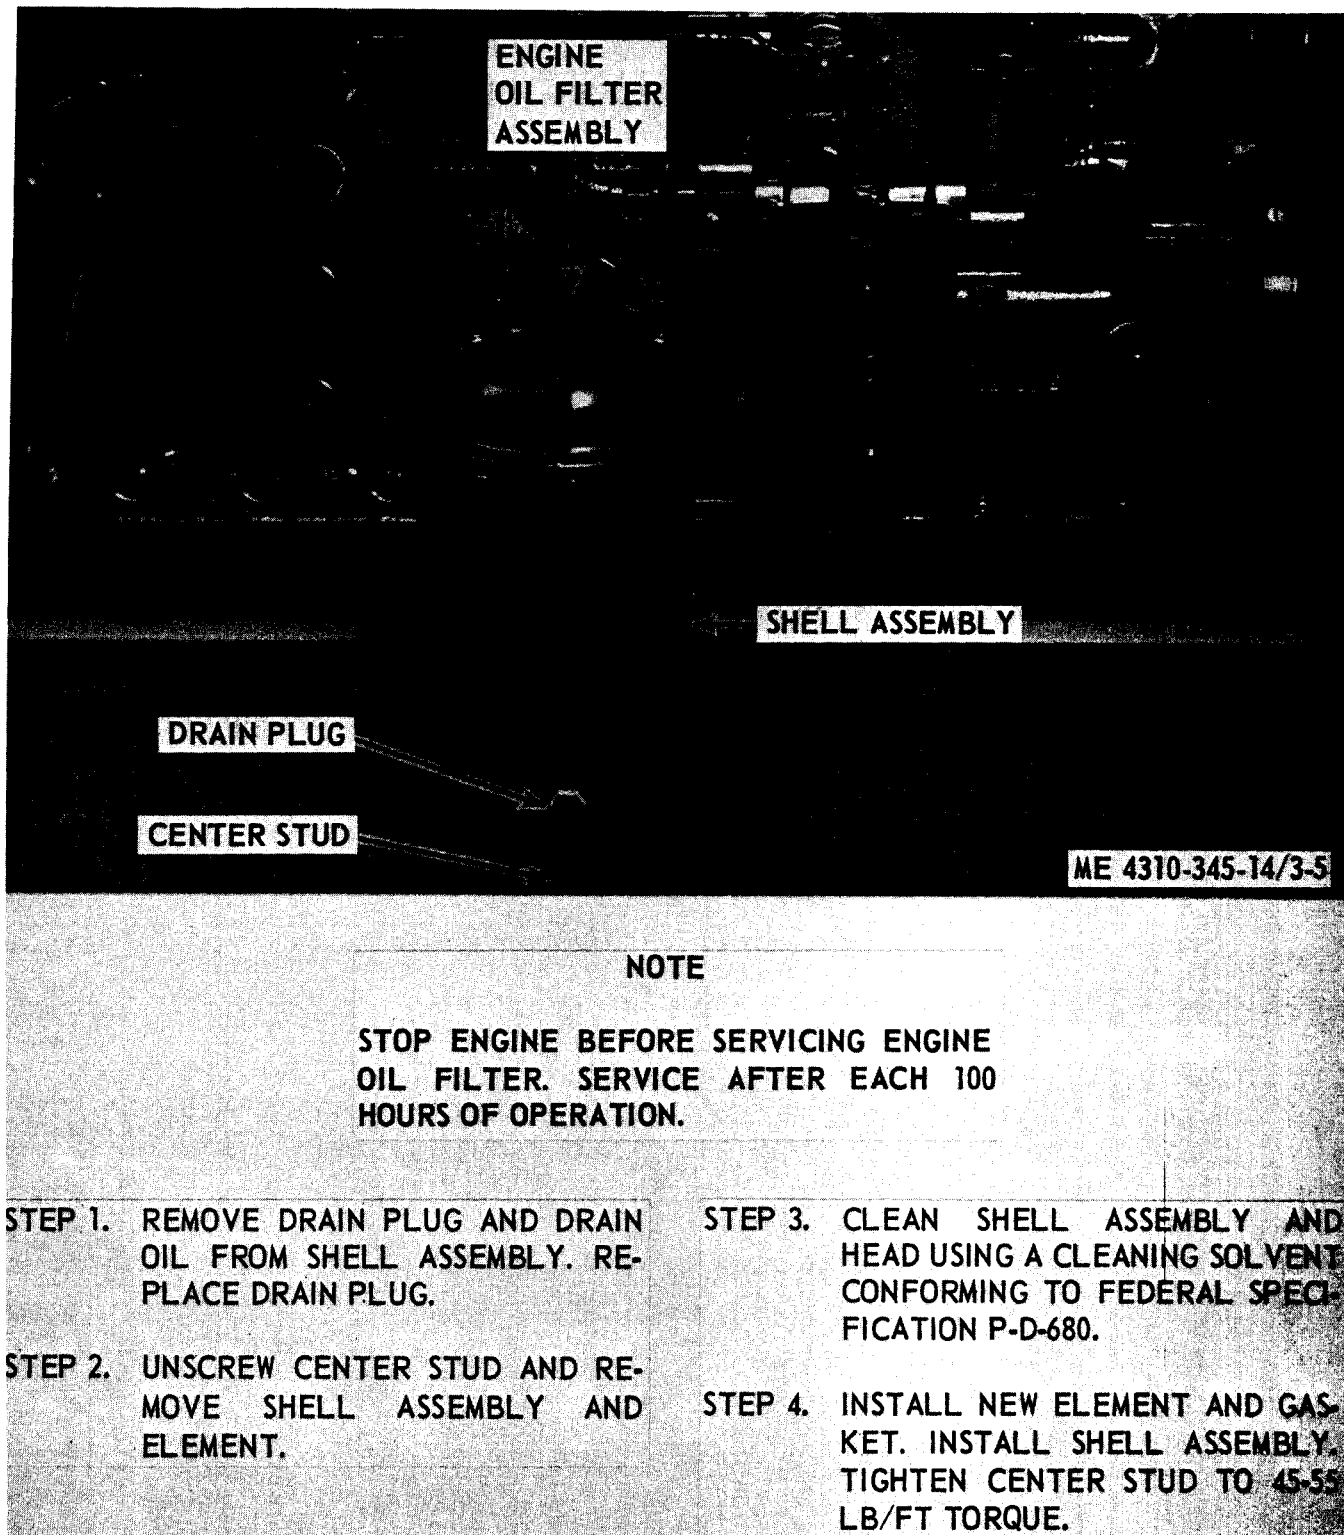 ENGINE
OIL FILTER
ASSEMBLY
SHELL ASSEMBLY
DRAIN PLUG
CENTER STUD
ME 4310-345-14/3-5
NOTE
STOP ENGINE BEFORE SERVICING ENGINE
OIL FILTER. SERVICE AFTER EACH 100
HOURS OF OPERATION.
STEP 1. REMOVE DRAIN PLUG AND DRAIN
OIL FROM SHELL ASSEMBLY. RE-
PLACE DRAIN PLUG.
STEP 2. UNSCREW CENTER STUD AND RE-
MOVE SHELL ASSEMBLY AND
ELEMENT.
STEP 3. CLEAN SHELL ASSEMBLY AND
HEAD USING A CLEANING SOLVENT
CONFORMING TO FEDERAL SPECI-
FICATION P-D-680.
STEP 4. INSTALL NEW ELEMENT AND GAS-
KET. INSTALL SHELL ASSEMBLY.
TIGHTEN CENTER STUD TO 45-55
LB/FT TORQUE.